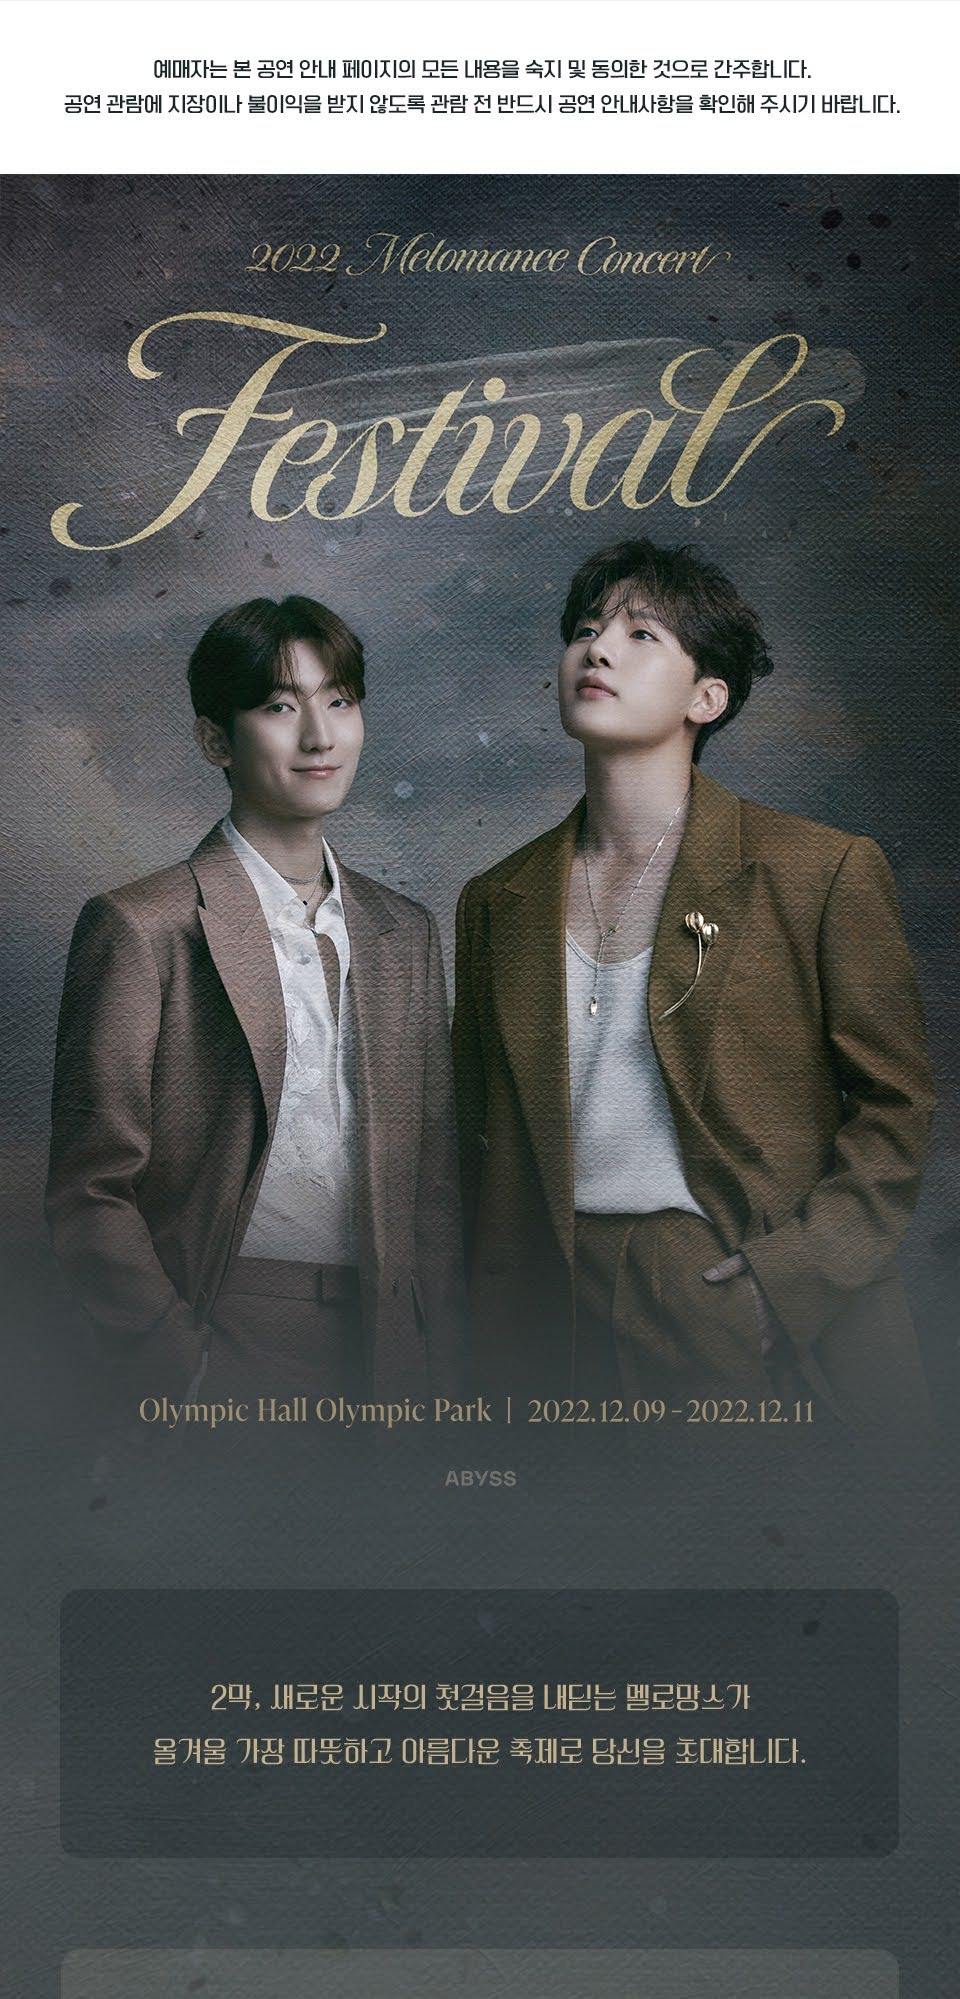 예매자는 본 공연 안내 페이지의 모든 내용을 숙지 및 동의한 것으로 간주합니다.
공연 관람에 지장이나 불이익을 받지 않도록 관람 전 반드시 공연 안내사항을 확인해 주시기 바랍니다.
2022 Melomance Concert
Festival
Olympic Hall Olympic Park | 2022.12.09 - 2022.12.11
ABYSS
2막, 새로운 시작의 첫걸음을 내딛는 멜로망스가
올겨울 가장 따뜻하고 아름다운 축제로 당신을 초대합니다.